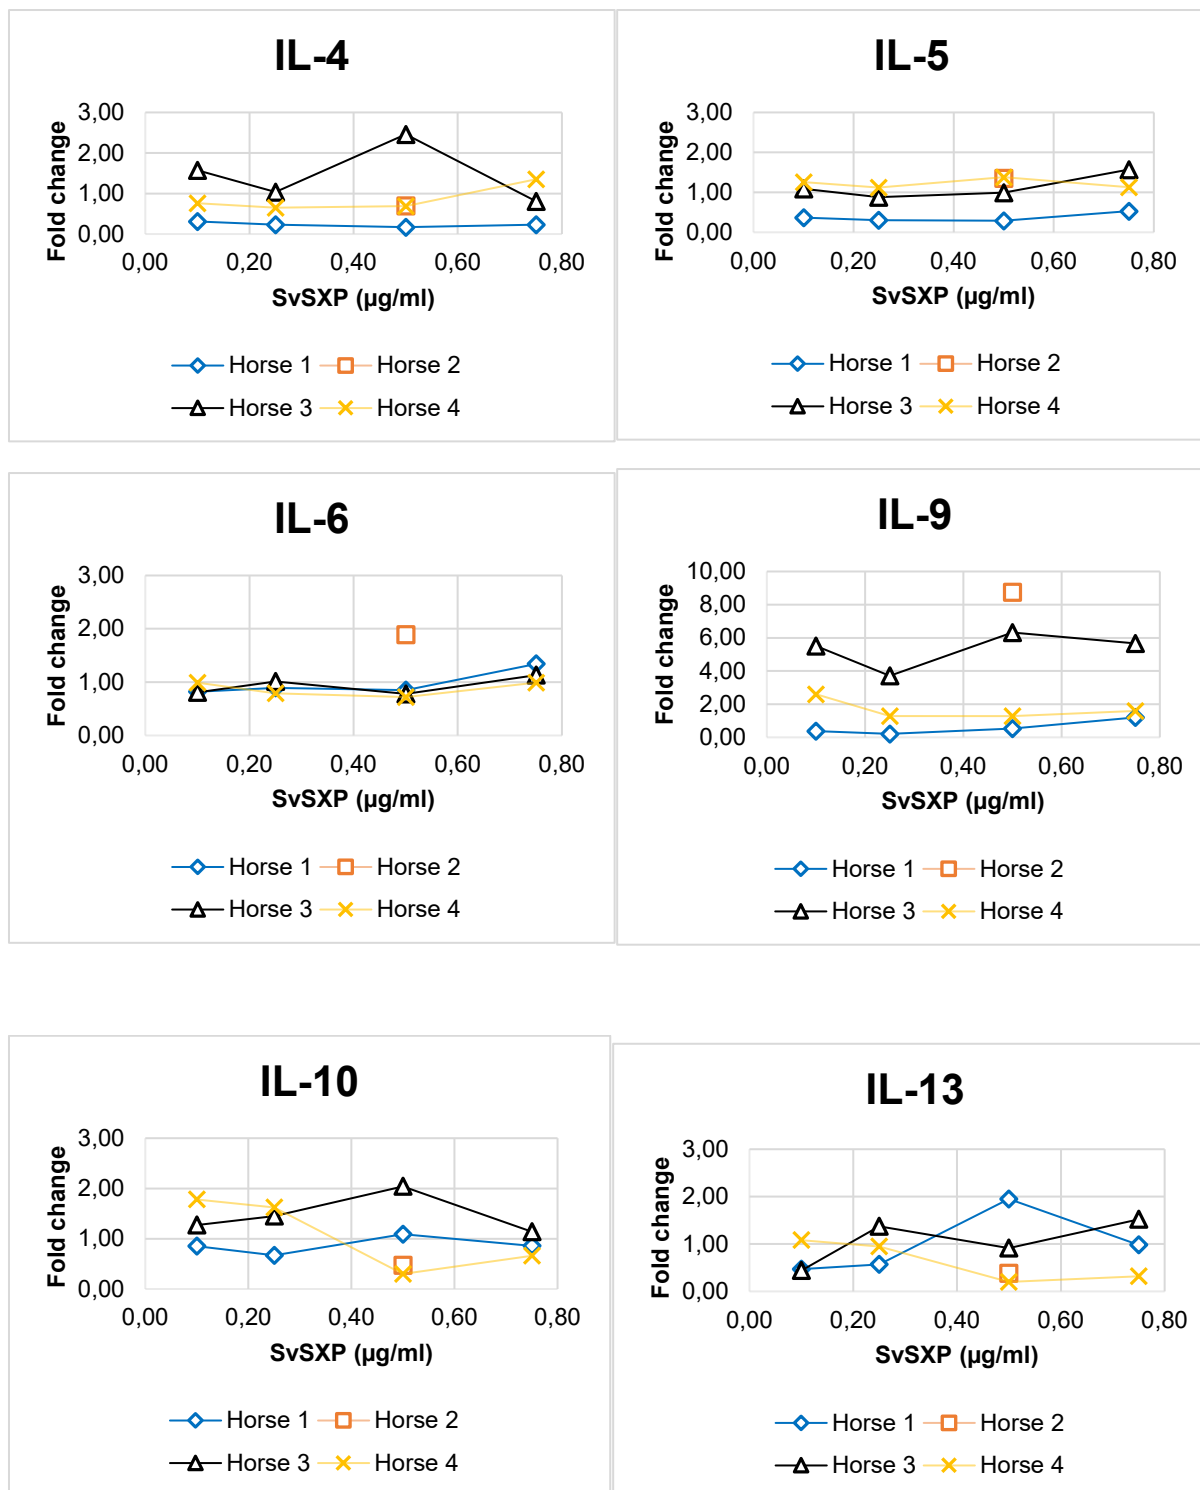 IL-4
3,00
2,00
1,00
0,00
Fold change
0,00 0,20 0,40 0,60 0,80
SvSXP (µg/ml)
Horse 1 Horse 2
Horse 3 Horse 4
IL-5
3,00
2,00
1,00
0,00
Fold change
0,00 0,20 0,40 0,60 0,80
SvSXP (µg/ml)
Horse 1 Horse 2
Horse 3 Horse 4
IL-6
3,00
2,00
1,00
0,00
Fold change
0,00 0,20 0,40 0,60 0,80
SvSXP (µg/ml)
Horse 1 Horse 2
Horse 3 Horse 4
IL-9
10,00
8,00
6,00
4,00
2,00
0,00
Fold change
0,00 0,20 0,40 0,60 0,80
SvSXP (µg/ml)
Horse 1 Horse 2
Horse 3 Horse 4
IL-10
3,00
2,00
1,00
0,00
Fold change
0,00 0,20 0,40 0,60 0,80
SvSXP (µg/ml)
Horse 1 Horse 2
Horse 3 Horse 4
IL-13
3,00
2,00
1,00
0,00
Fold change
0,00 0,20 0,40 0,60 0,80
SvSXP (µg/ml)
Horse 1 Horse 2
Horse 3 Horse 4